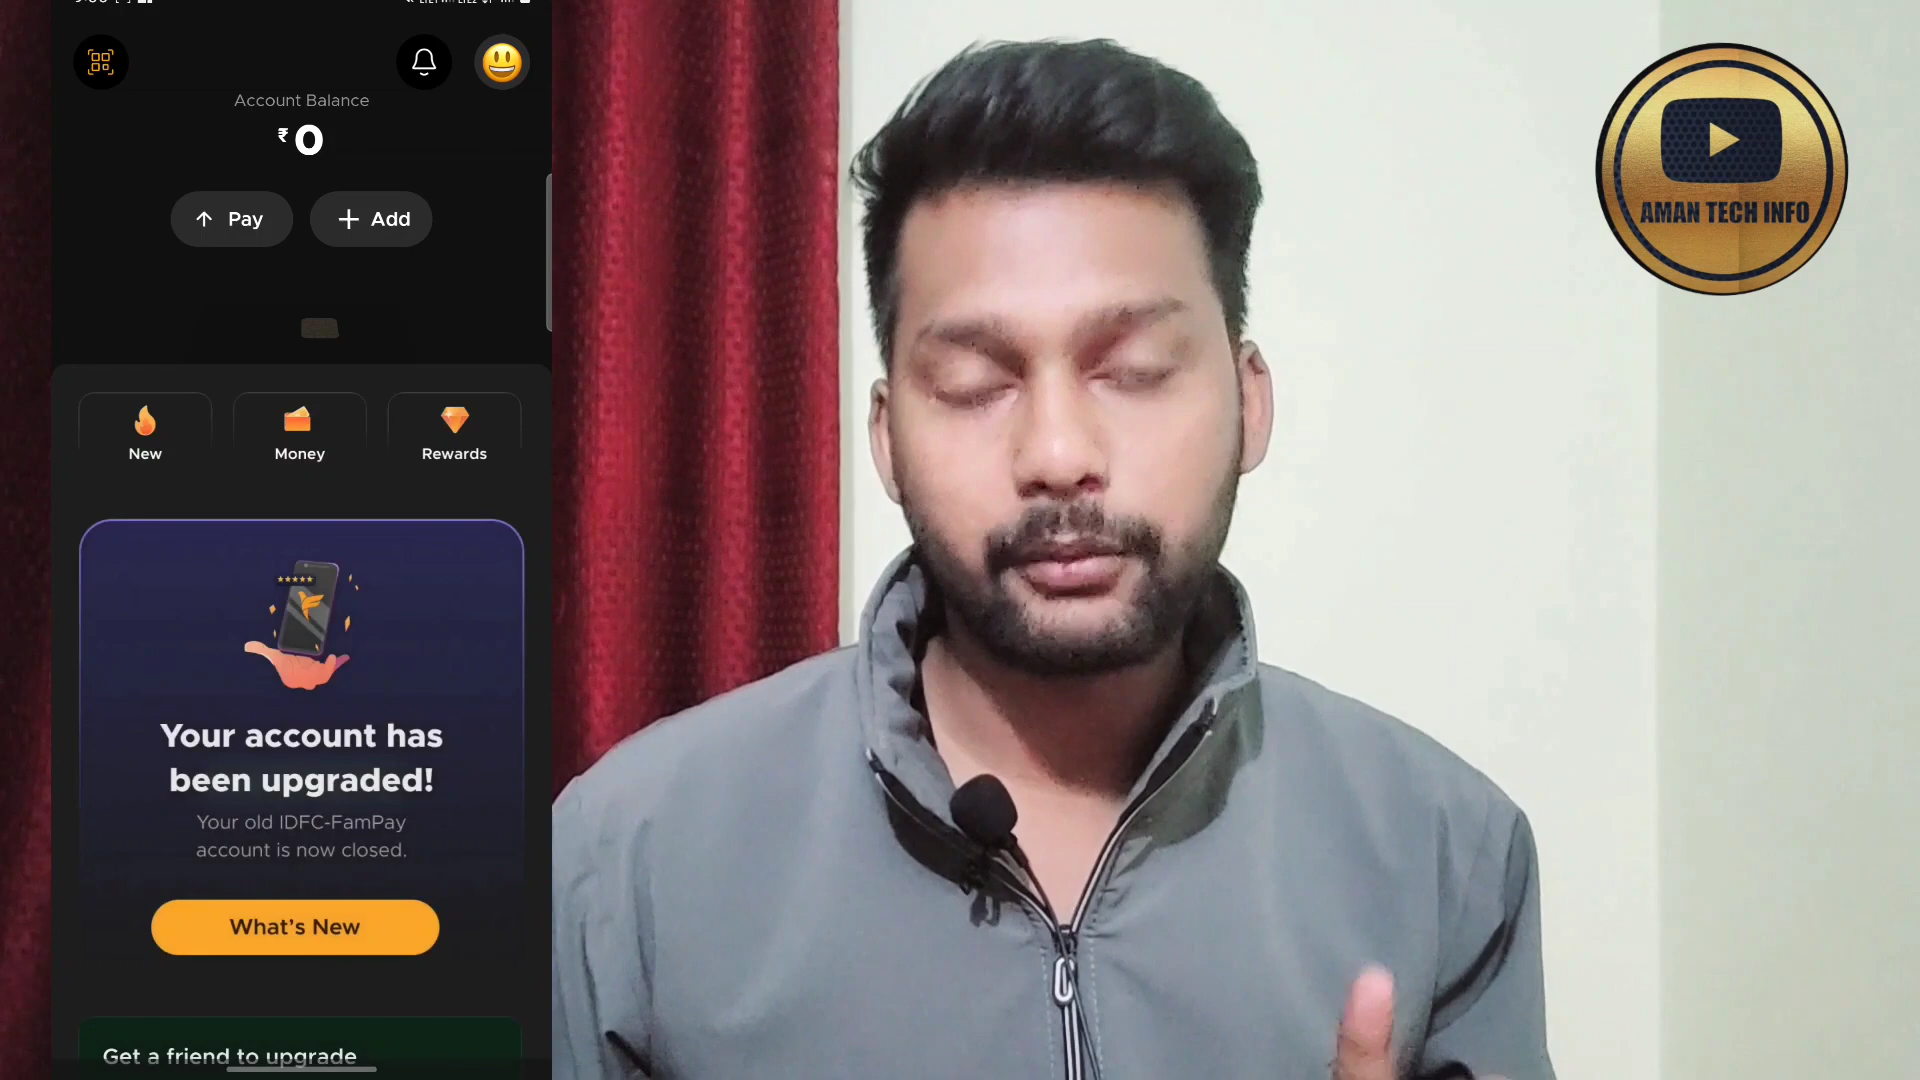 Account Balance
₹0
Pay
Add
New
Money
Rewards
Your account has
been upgraded!
Your old IDFC-FamPay
account is now closed.
What's New
Get a friend to upgrade
AMAN TECH INFO